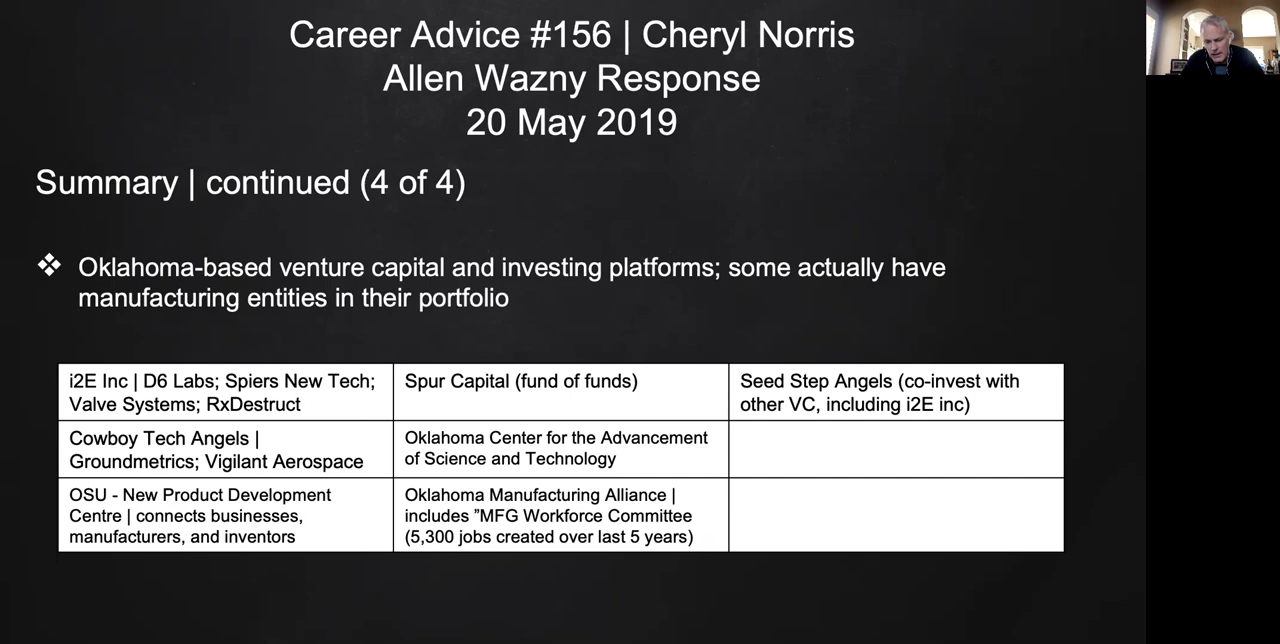 Career Advice #156 | Cheryl Norris
Allen Wazny Response
20 May 2019
Summary | continued (4 of 4)
❖ Oklahoma-based venture capital and investing platforms; some actually have
manufacturing entities in their portfolio
i2E Inc | D6 Labs; Spiers New Tech;
Valve Systems; RxDestruct
Spur Capital (fund of funds)
Seed Step Angels (co-invest with
other VC, including i2E inc)
Cowboy Tech Angels |
Groundmetrics; Vigilant Aerospace
Oklahoma Center for the Advancement
of Science and Technology
OSU - New Product Development
Centre | connects businesses,
manufacturers, and inventors
Oklahoma Manufacturing Alliance |
includes ”MFG Workforce Committee
(5,300 jobs created over last 5 years)